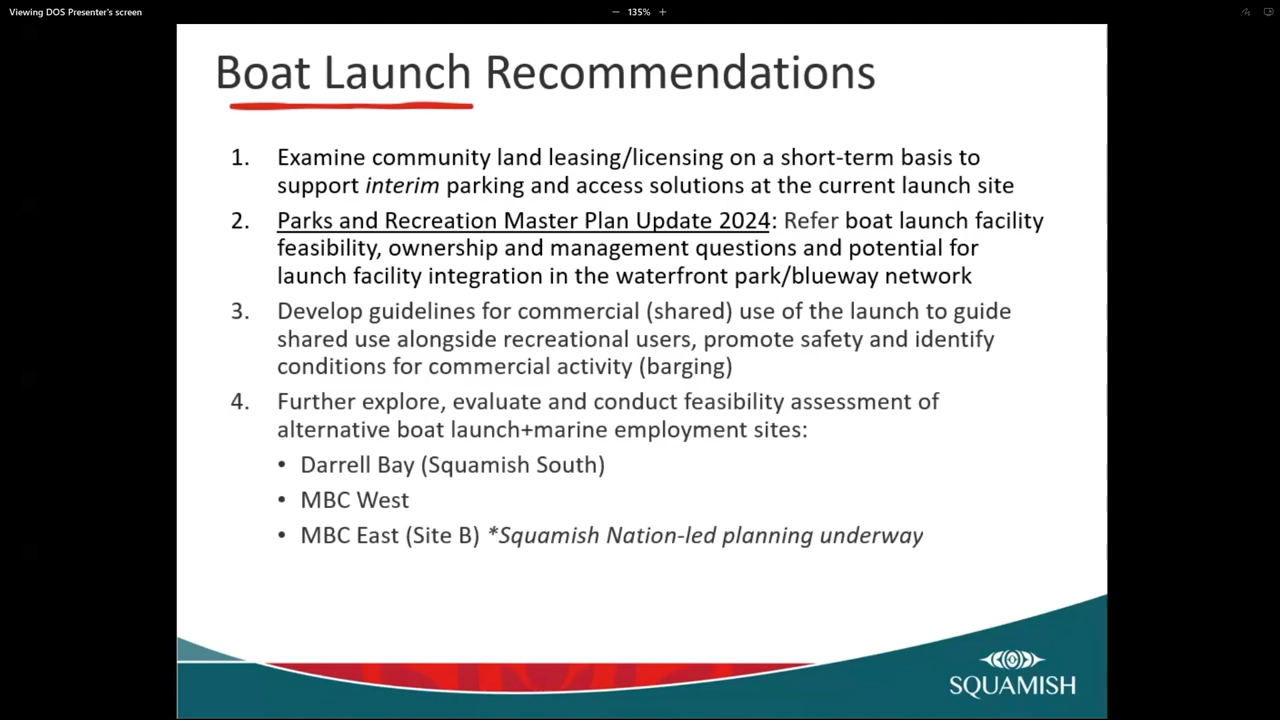 Viewing DOS Presenter's screen
− 135% +
Boat Launch Recommendations
1. Examine community land leasing/licensing on a short-term basis to
support interim parking and access solutions at the current launch site
2. Parks and Recreation Master Plan Update 2024: Refer boat launch facility
feasibility, ownership and management questions and potential for
launch facility integration in the waterfront park/blueway network
3. Develop guidelines for commercial (shared) use of the launch to guide
shared use alongside recreational users, promote safety and identify
conditions for commercial activity (barging)
4. Further explore, evaluate and conduct feasibility assessment of
alternative boat launch+marine employment sites:
• Darrell Bay (Squamish South)
• MBC West
• MBC East (Site B) *Squamish Nation-led planning underway
SQUAMISH